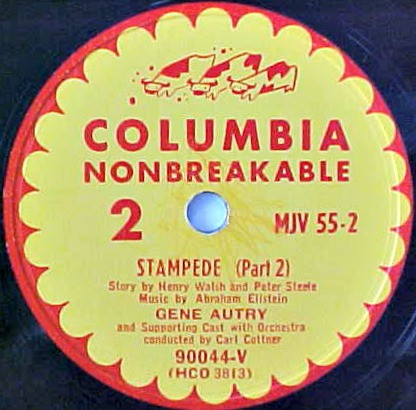 COLUMBIA
NONBREAKABLE
2
MJV 55-2
STAMPEDE (Part 2)
Story by Henry Walsh and Peter Steele
Music by Abraham Ellstein
GENE AUTRY
and Supporting Cast with Orchestra
conducted by Carl Cottner
90044-V
(HCO 3813)